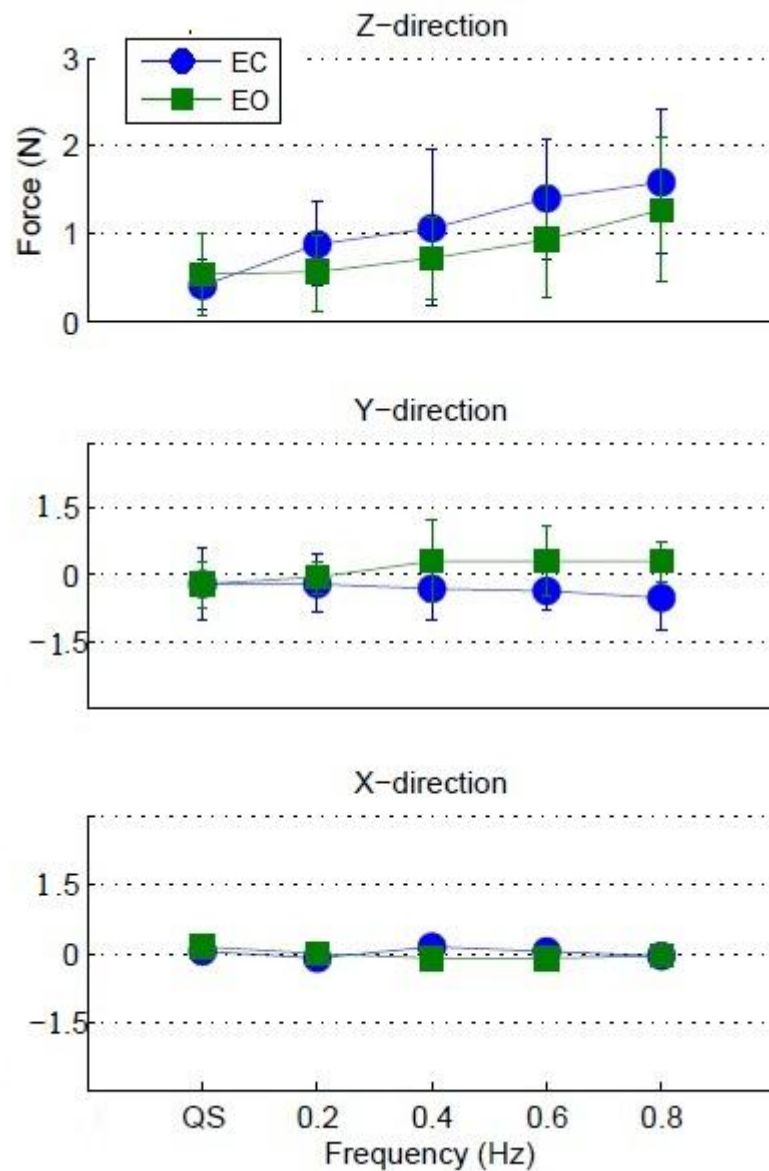 Z−direction
EC
EO
Force (N)
3
2
1
0
Y−direction
1.5
0
−1.5
X−direction
1.5
0
−1.5
QS 0.2 0.4 0.6 0.8
Frequency (Hz)